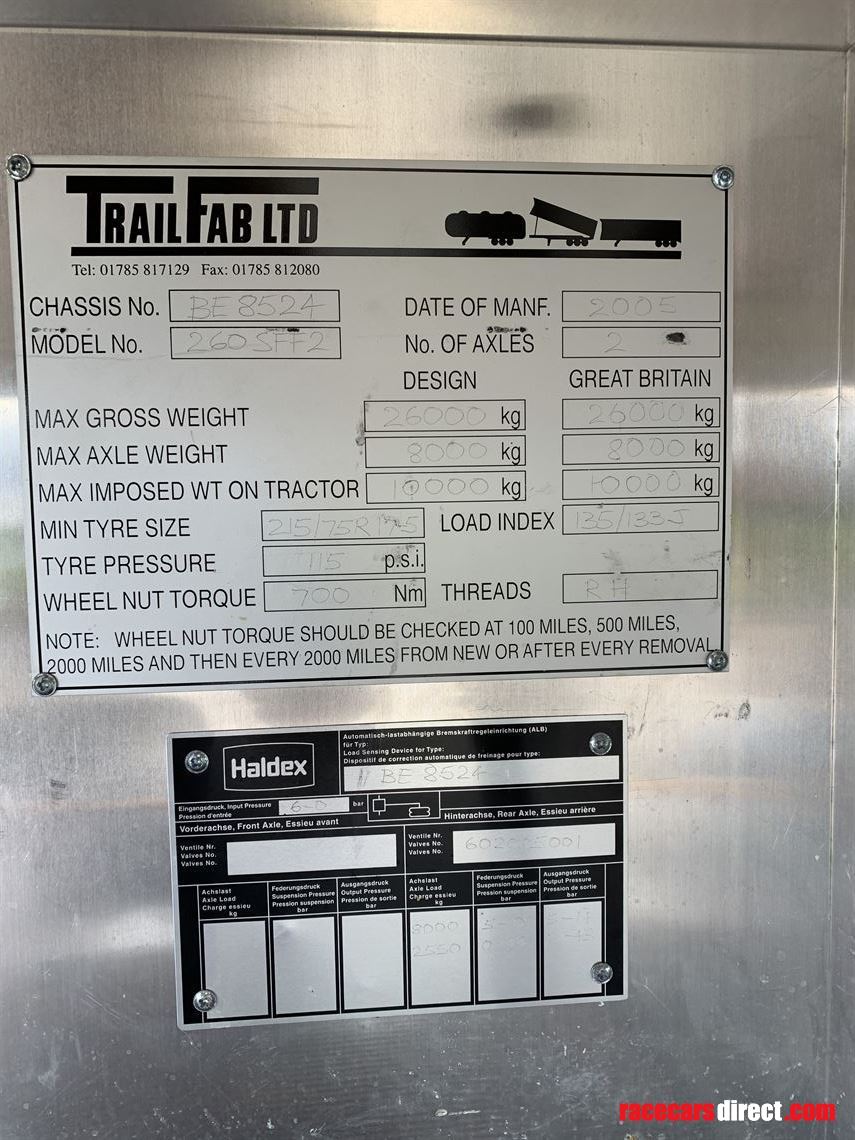 TRAILFAB LTD
Tel: 01785 817129 Fax: 01785 812080
CHASSIS No. BE 8524 DATE OF MANF. 2005
MODEL No. 260SFF2 No. OF AXLES 2
DESIGN GREAT BRITAIN
MAX GROSS WEIGHT 26000 kg 26000 kg
MAX AXLE WEIGHT 8000 kg 8000 kg
MAX IMPOSED WT ON TRACTOR 10000 kg 10000 kg
MIN TYRE SIZE 215/75R17.5 LOAD INDEX 135/133J
TYRE PRESSURE 115 p.s.i.
WHEEL NUT TORQUE 700 Nm THREADS RH
NOTE: WHEEL NUT TORQUE SHOULD BE CHECKED AT 100 MILES, 500 MILES,
2000 MILES AND THEN EVERY 2000 MILES FROM NEW OR AFTER EVERY REMOVAL.
Haldex
Automatisch-lastabhängige Bremskraftregeleinrichtung (ALB)
für Typ:
Load Sensing Device for Type:
Dispositif de correction automatique de freinage pour type:
BE 8524
Eingangsdruck, Input Pressure 6-0 bar
Pression d'entrée
Vorderachse, Front Axle, Essieu avant Hinterachse, Rear Axle, Essieu arrière
Ventile Nr. Ventile Nr.
Valves No. Valves No.
Valves No. Valves No.
Achslast Federungsdruck Ausgangsdruck Achslast Federungsdruck Ausgangsdruck
Axle Load Suspension Pressure Output Pressure Axle Load Suspension Pressure Output Pressure
Charge essieu Pression suspension Pression de sortie Charge essieu Pression suspension Pression de sortie
kg bar bar kg bar bar
8000
2550
racecarsdirect.com